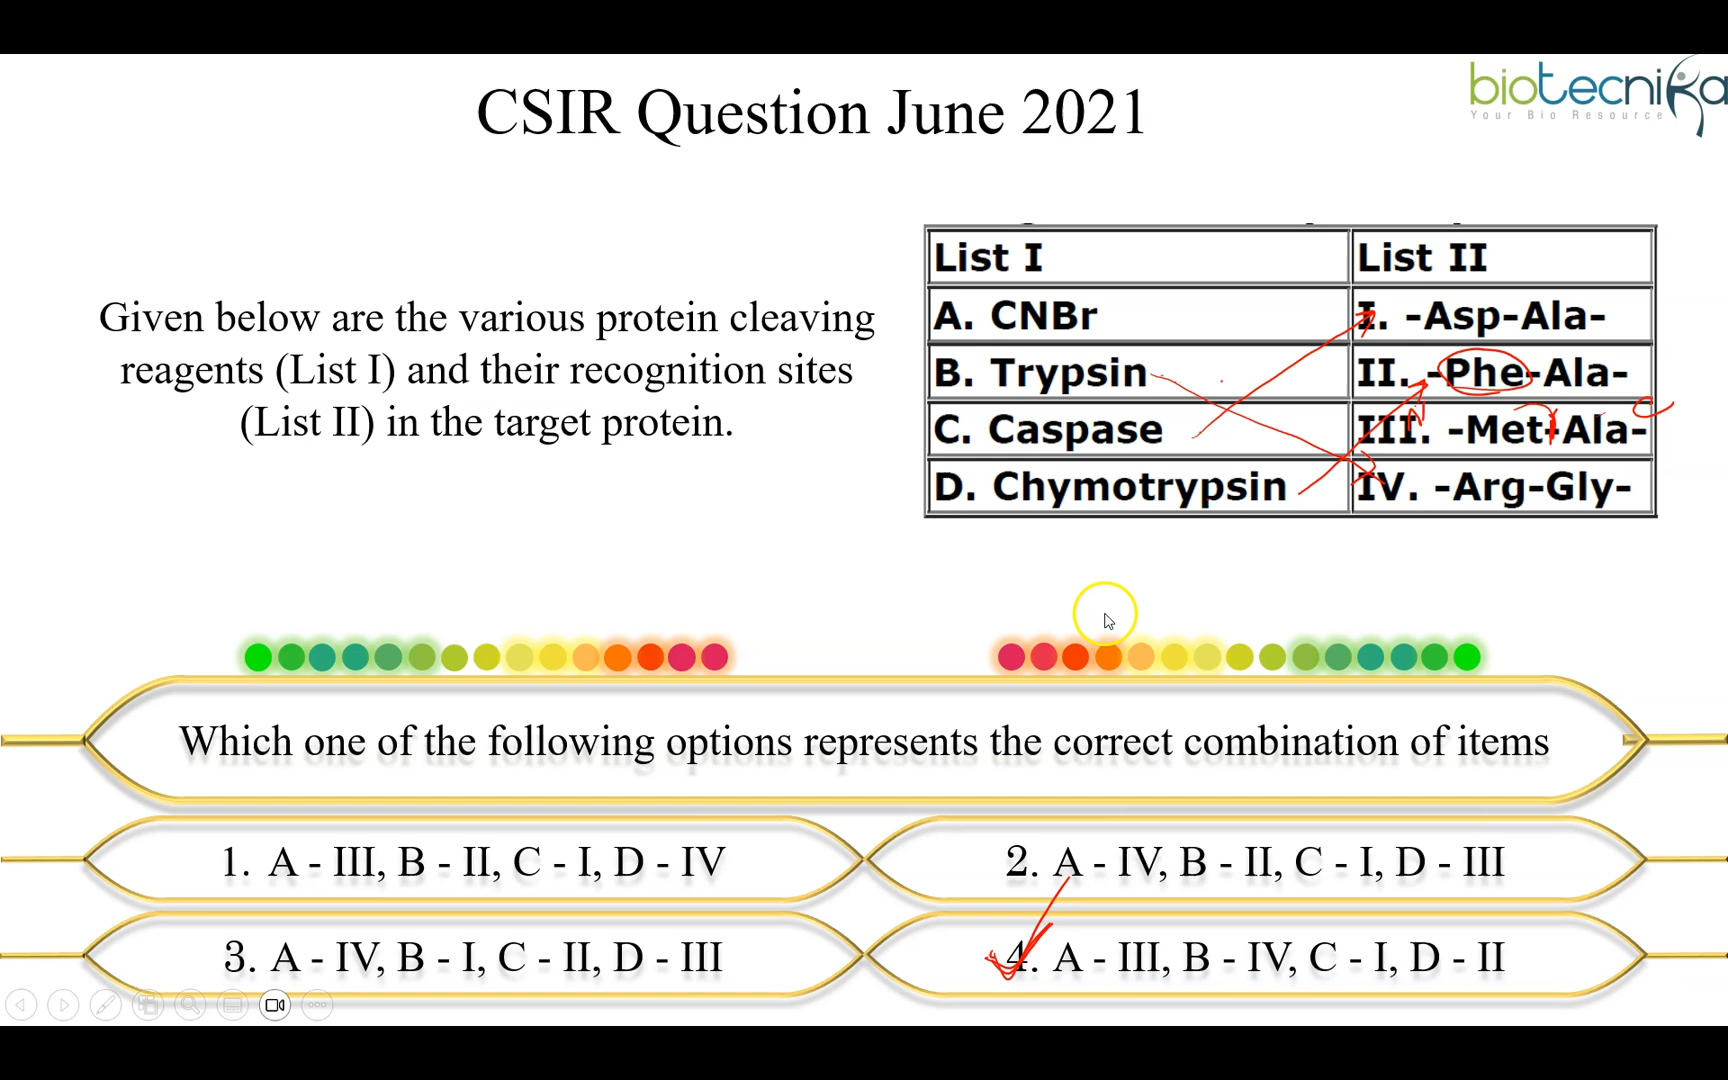 CSIR Question June 2021
biotecnika
Your Bio Resource
Given below are the various protein cleaving
reagents (List I) and their recognition sites
(List II) in the target protein.
List I List II
A. CNBr I. -Asp-Ala-
B. Trypsin II. -Phe-Ala-
C. Caspase III. -Met-Ala-
D. Chymotrypsin IV. -Arg-Gly-
Which one of the following options represents the correct combination of items
1. A - III, B - II, C - I, D - IV
2. A - IV, B - II, C - I, D - III
3. A - IV, B - I, C - II, D - III
4. A - III, B - IV, C - I, D - II